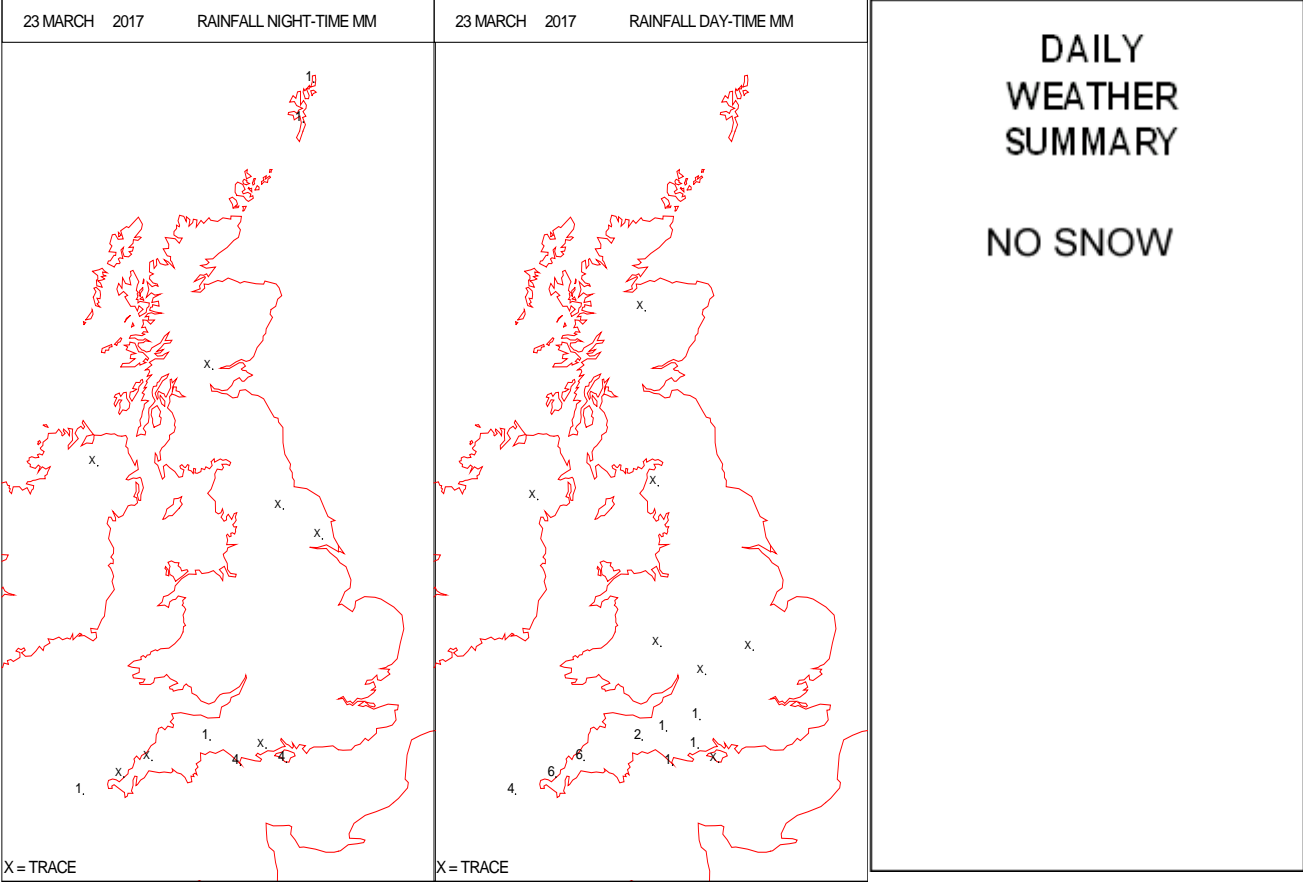 23 MARCH 2017 RAINFALL NIGHT-TIME MM
1.
1.
X.
X.
X.
X.
1.
X.
X.
4.
4.
X.
1.
X = TRACE
23 MARCH 2017 RAINFALL DAY-TIME MM
X.
X.
X.
X.
X.
X.
1.
1.
2.
1.
6.
1.
X.
6.
4.
X = TRACE
DAILY
WEATHER
SUMMARY
NO SNOW